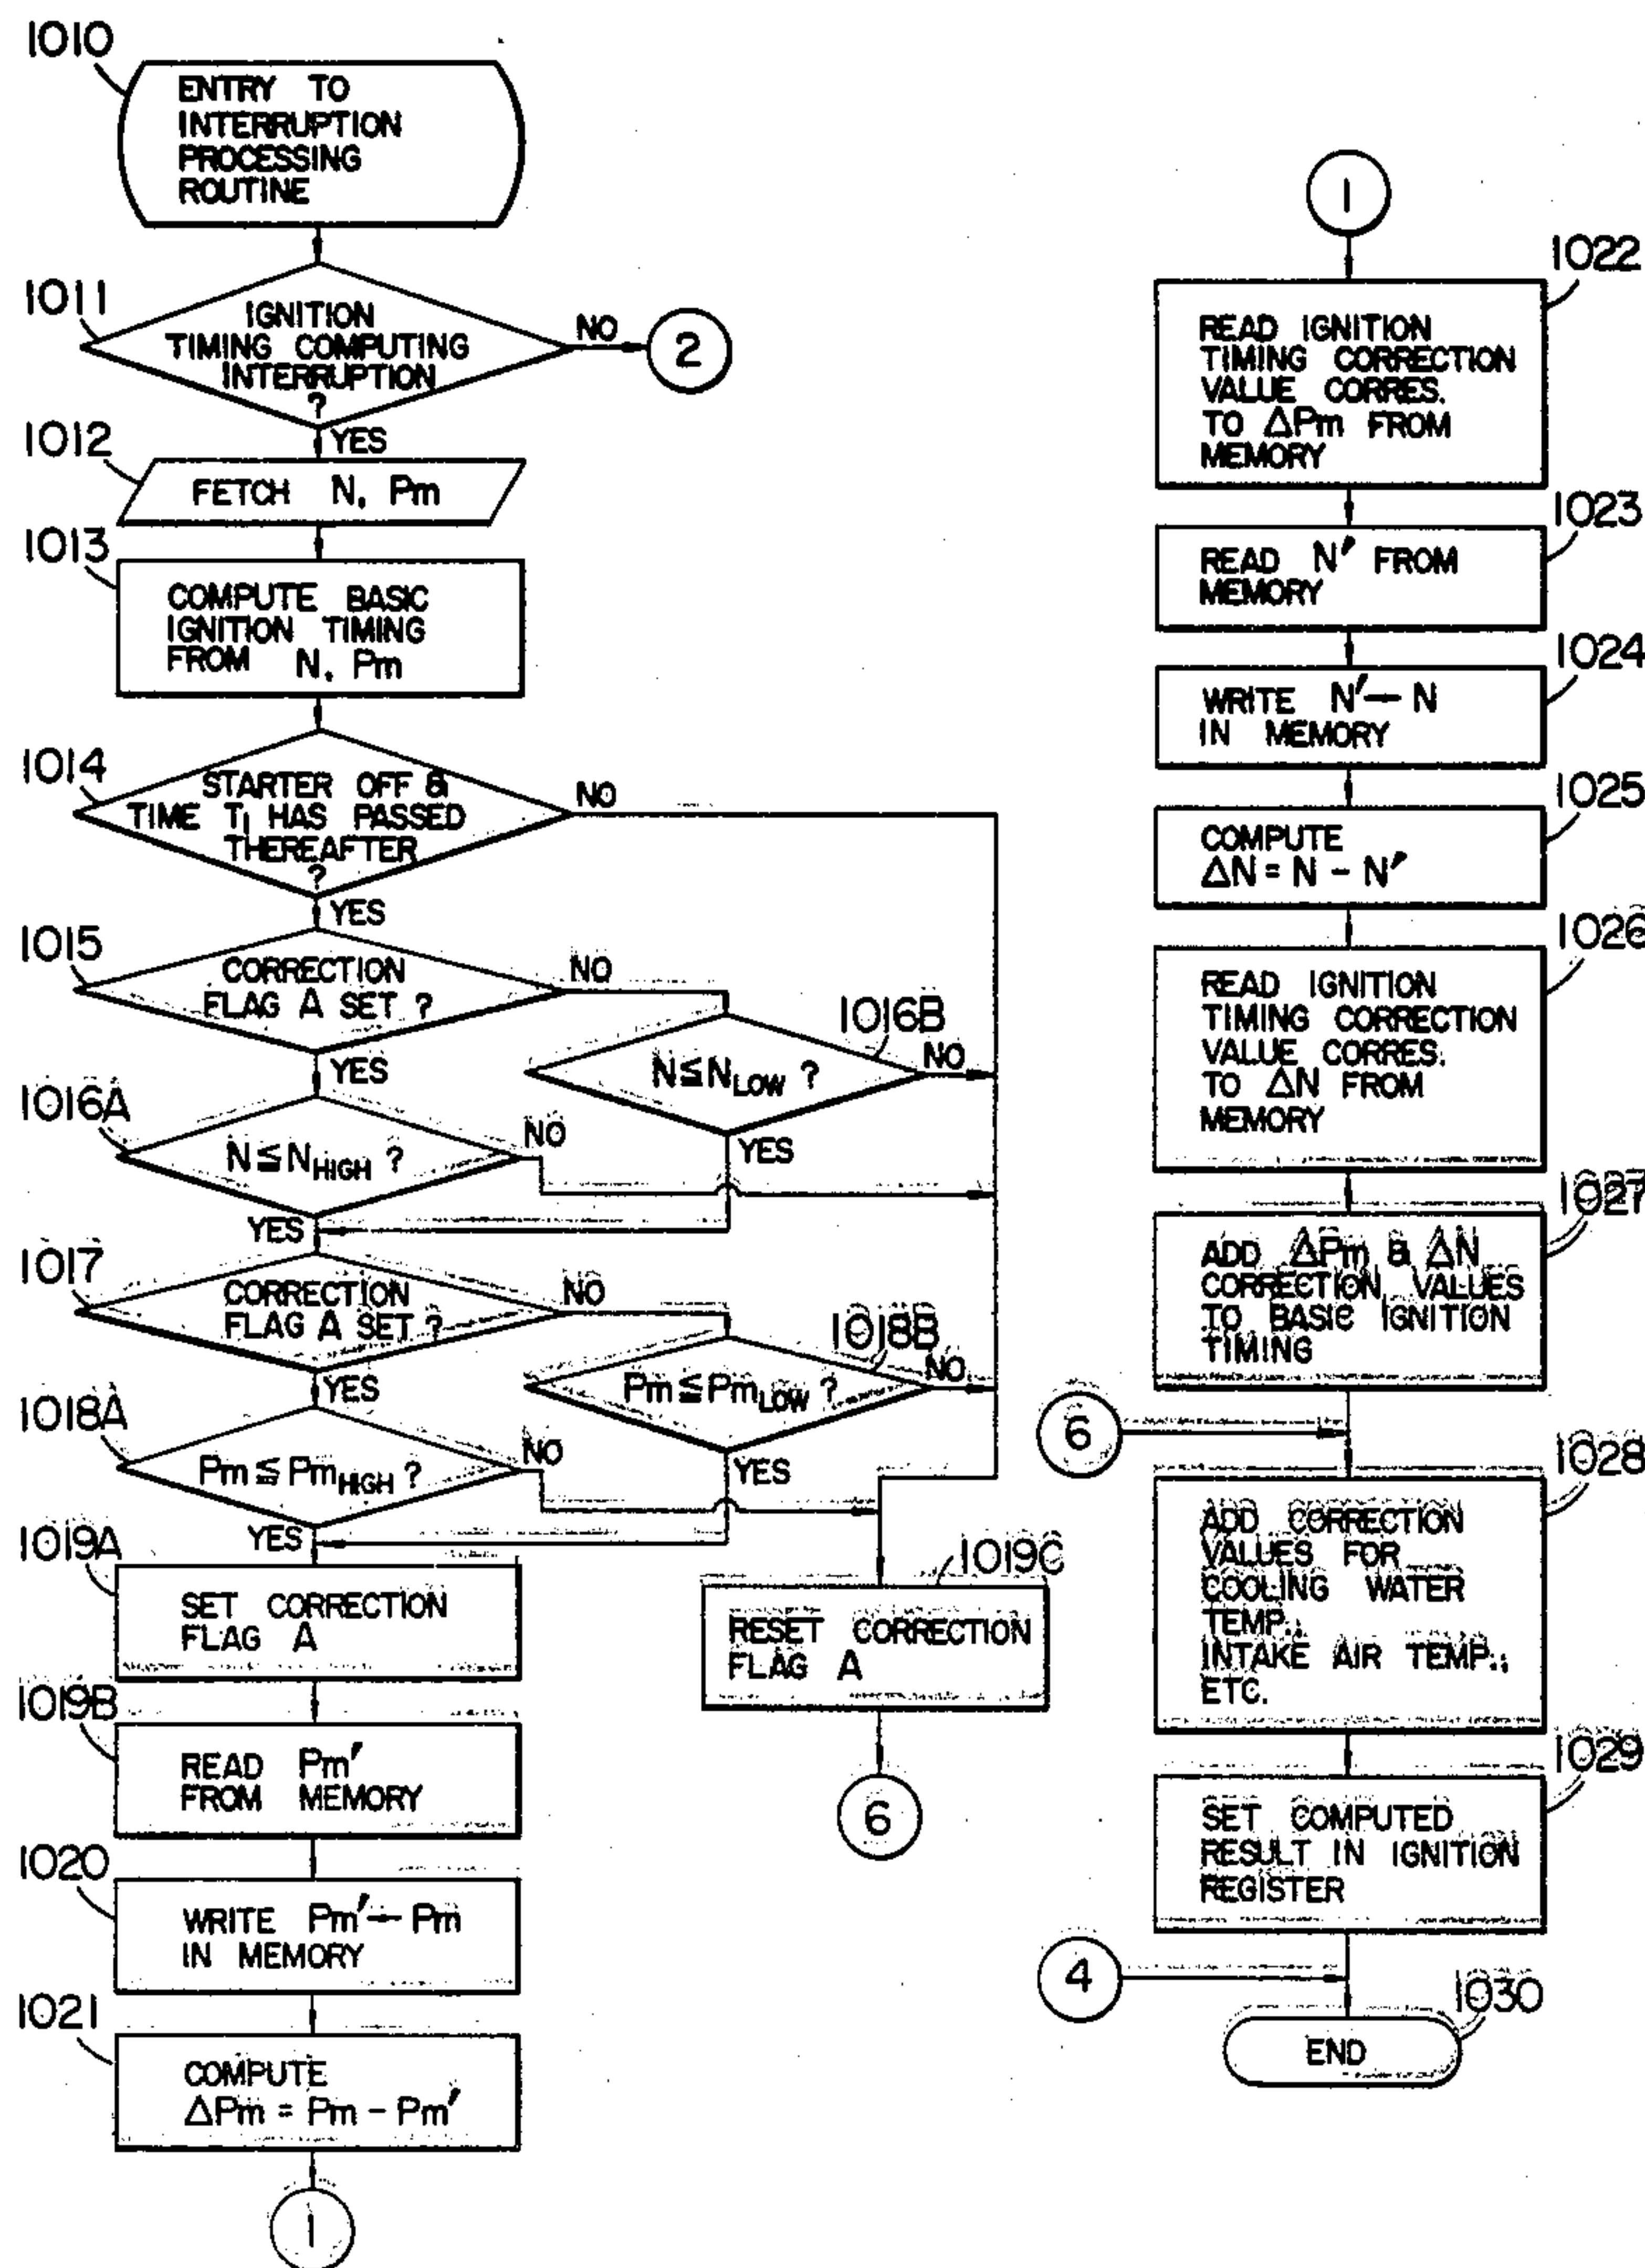 1010
ENTRY TO
INTERRUPTION
PROCESSING
ROUTINE
1011
IGNITION
TIMING COMPUTING
INTERRUPTION
?
NO
2
YES
1012
FETCH N, Pm
1013
COMPUTE BASIC
IGNITION TIMING
FROM N, Pm
1014
STARTER OFF &
TIME T1 HAS PASSED
THEREAFTER
?
NO
YES
1015
CORRECTION
FLAG A SET ?
NO
YES
1016B
N≦NLOW ?
NO
YES
1016A
N≦NHIGH ?
NO
YES
1017
CORRECTION
FLAG A SET ?
NO
YES
1018B
Pm≦PmLOW ?
NO
YES
1018A
Pm≦PmHIGH ?
NO
YES
1019A
SET CORRECTION
FLAG A
1019C
RESET CORRECTION
FLAG A
6
1019B
READ Pm'
FROM MEMORY
1020
WRITE Pm'←Pm
IN MEMORY
1021
COMPUTE
ΔPm = Pm - Pm'
1
1
1022
READ IGNITION
TIMING CORRECTION
VALUE CORRES.
TO ΔPm FROM
MEMORY
1023
READ N' FROM
MEMORY
1024
WRITE N'←N
IN MEMORY
1025
COMPUTE
ΔN = N - N'
1026
READ IGNITION
TIMING CORRECTION
VALUE CORRES.
TO ΔN FROM
MEMORY
1027
ADD ΔPm & ΔN
CORRECTION VALUES
TO BASIC IGNITION
TIMING
6
1028
ADD CORRECTION
VALUES FOR
COOLING WATER
TEMP.,
INTAKE AIR TEMP.,
ETC.
1029
SET COMPUTED
RESULT IN IGNITION
REGISTER
4
1030
END